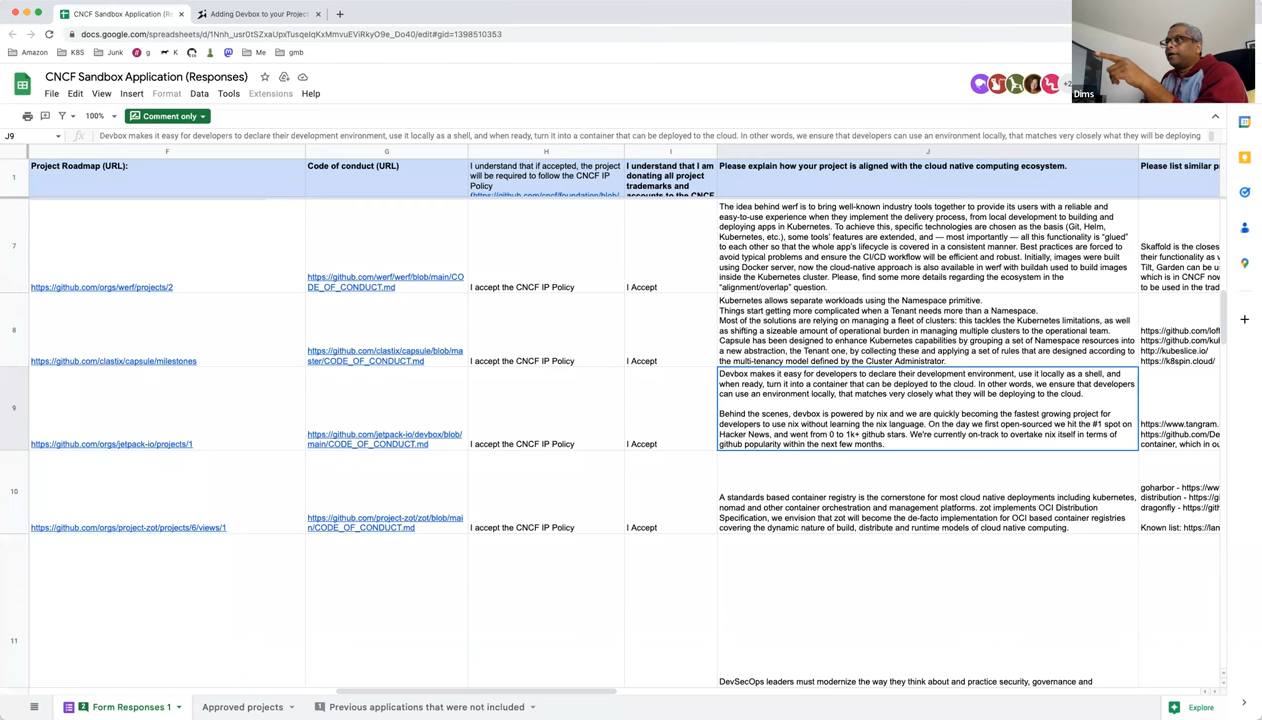 CNCF Sandbox Application (Re
Adding Devbox to your Project
docs.google.com/spreadsheets/d/1Nnh_usr0tSZxaUpxTusqeIqKxMmvuEViRkyO9e_Do40/edit#gid=1398510353
Amazon K8S Junk g K Me gmb
CNCF Sandbox Application (Responses)
File Edit View Insert Format Data Tools Extensions Help
+2
Dims
100% Comment only
J9 fx Devbox makes it easy for developers to declare their development environment, use it locally as a shell, and when ready, turn it into a container that can be deployed to the cloud. In other words, we ensure that developers can use an environment locally, that matches very closely what they will be deploying
F G H I J
1
Project Roadmap (URL):
Code of conduct (URL)
I understand that if accepted, the project
will be required to follow the CNCF IP
Policy
(https://github.com/cncf/foundation/blob/
I understand that I am
donating all project
trademarks and
accounts to the CNCF
Please explain how your project is aligned with the cloud native computing ecosystem.
Please list similar p
7
https://github.com/orgs/werf/projects/2
https://github.com/werf/werf/blob/main/CO
DE_OF_CONDUCT.md
I accept the CNCF IP Policy
I Accept
The idea behind werf is to bring well-known industry tools together to provide its users with a reliable and
easy-to-use experience when they implement the delivery process, from local development to building and
deploying apps in Kubernetes. To achieve this, specific technologies are chosen as the basis (Git, Helm,
Kubernetes, etc.), some tools' features are extended, and — most importantly — all this functionality is “glued”
to each other so that the whole app's lifecycle is covered in a consistent manner. Best practices are forced to
avoid typical problems and ensure the CI/CD workflow will be efficient and robust. Initially, images were built
using Docker server, now the cloud-native approach is also available in werf with buildah used to build images
inside the Kubernetes cluster. Please, find some more details regarding the ecosystem in the
“alignment/overlap” question.
Skaffold is the closes
their functionality as v
Tilt, Garden can be u
which is in CNCF now
to be used in the trad
8
https://github.com/clastix/capsule/milestones
https://github.com/clastix/capsule/blob/ma
ster/CODE_OF_CONDUCT.md
I accept the CNCF IP Policy
I Accept
Kubernetes allows separate workloads using the Namespace primitive.
Things start getting more complicated when a Tenant needs more than a Namespace.
Most of the solutions are relying on managing a fleet of clusters: this tackles the Kubernetes limitations, as well
as shifting a sizeable amount of operational burden in managing multiple clusters to the operational team.
Capsule has been designed to enhance Kubernetes capabilities by grouping a set of Namespace resources into
a new abstraction, the Tenant one, by collecting these and applying a set of rules that are designed according to
the multi-tenancy model defined by the Cluster Administrator.
https://github.com/lof
https://github.com/kul
http://kubeslice.io/
https://k8spin.cloud/
9
https://github.com/orgs/jetpack-io/projects/1
https://github.com/jetpack-io/devbox/blob/
main/CODE_OF_CONDUCT.md
I accept the CNCF IP Policy
I Accept
Devbox makes it easy for developers to declare their development environment, use it locally as a shell, and
when ready, turn it into a container that can be deployed to the cloud. In other words, we ensure that developers
can use an environment locally, that matches very closely what they will be deploying to the cloud.
Behind the scenes, devbox is powered by nix and we are quickly becoming the fastest growing project for
developers to use nix without learning the nix language. On the day we first open-sourced we hit the #1 spot on
Hacker News, and went from 0 to 1k+ github stars. We're currently on-track to overtake nix itself in terms of
github popularity within the next few months.
https://www.tangram.
https://github.com/De
container, which in ou
10
https://github.com/orgs/project-zot/projects/6/views/1
https://github.com/project-zot/zot/blob/mai
n/CODE_OF_CONDUCT.md
I accept the CNCF IP Policy
I Accept
A standards based container registry is the cornerstone for most cloud native deployments including kubernetes,
nomad and other container orchestration and management platforms. zot implements OCI Distribution
Specification, we envision that zot will become the de-facto implementation for OCI based container registries
covering the dynamic nature of build, distribute and runtime models of cloud native computing.
goharbor - https://ww
distribution - https://gi
dragonfly - https://gith
Known list: https://lan
11
DevSecOps leaders must modernize the way they think about and practice security, governance and
2 Form Responses 1 Approved projects 1 Previous applications that were not included Explore